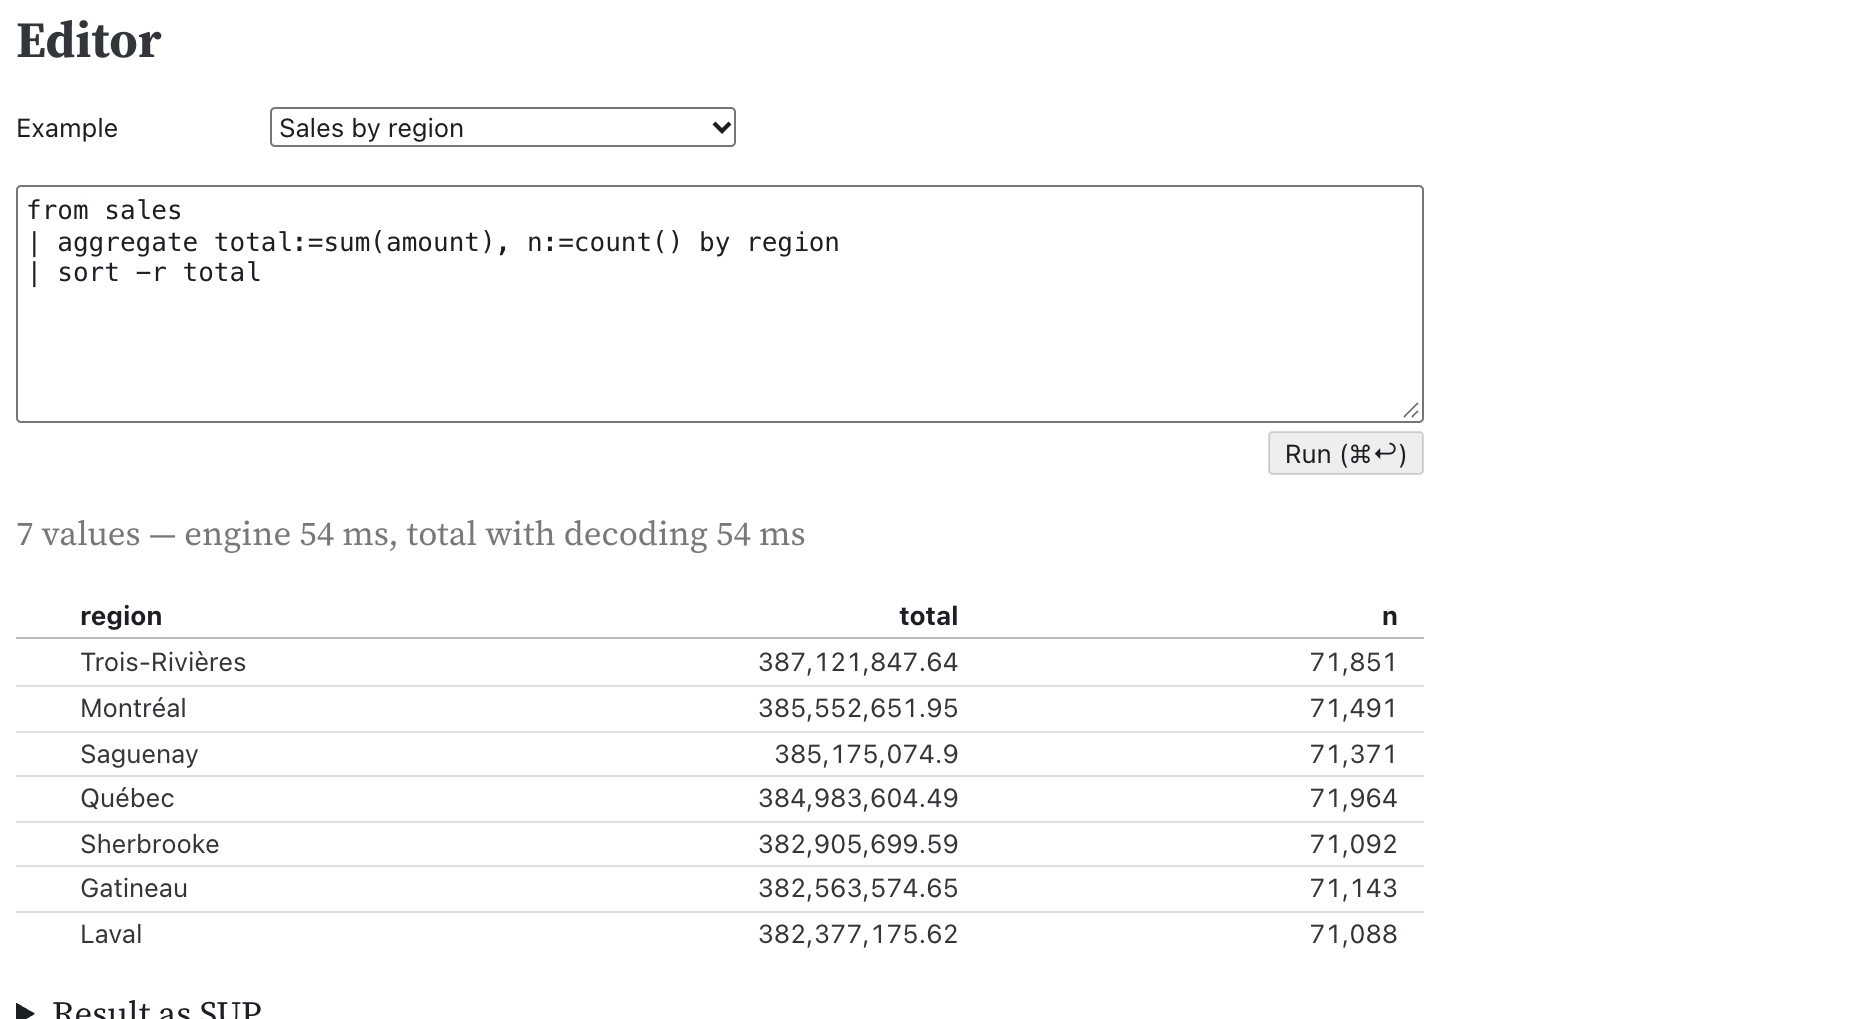 Editor
Example Sales by region
from sales
| aggregate total:=sum(amount), n:=count() by region
| sort -r total
Run (⌘↩)
7 values — engine 54 ms, total with decoding 54 ms
region total n
Trois-Rivières 387,121,847.64 71,851
Montréal 385,552,651.95 71,491
Saguenay 385,175,074.9 71,371
Québec 384,983,604.49 71,964
Sherbrooke 382,905,699.59 71,092
Gatineau 382,563,574.65 71,143
Laval 382,377,175.62 71,088
Result as SUP